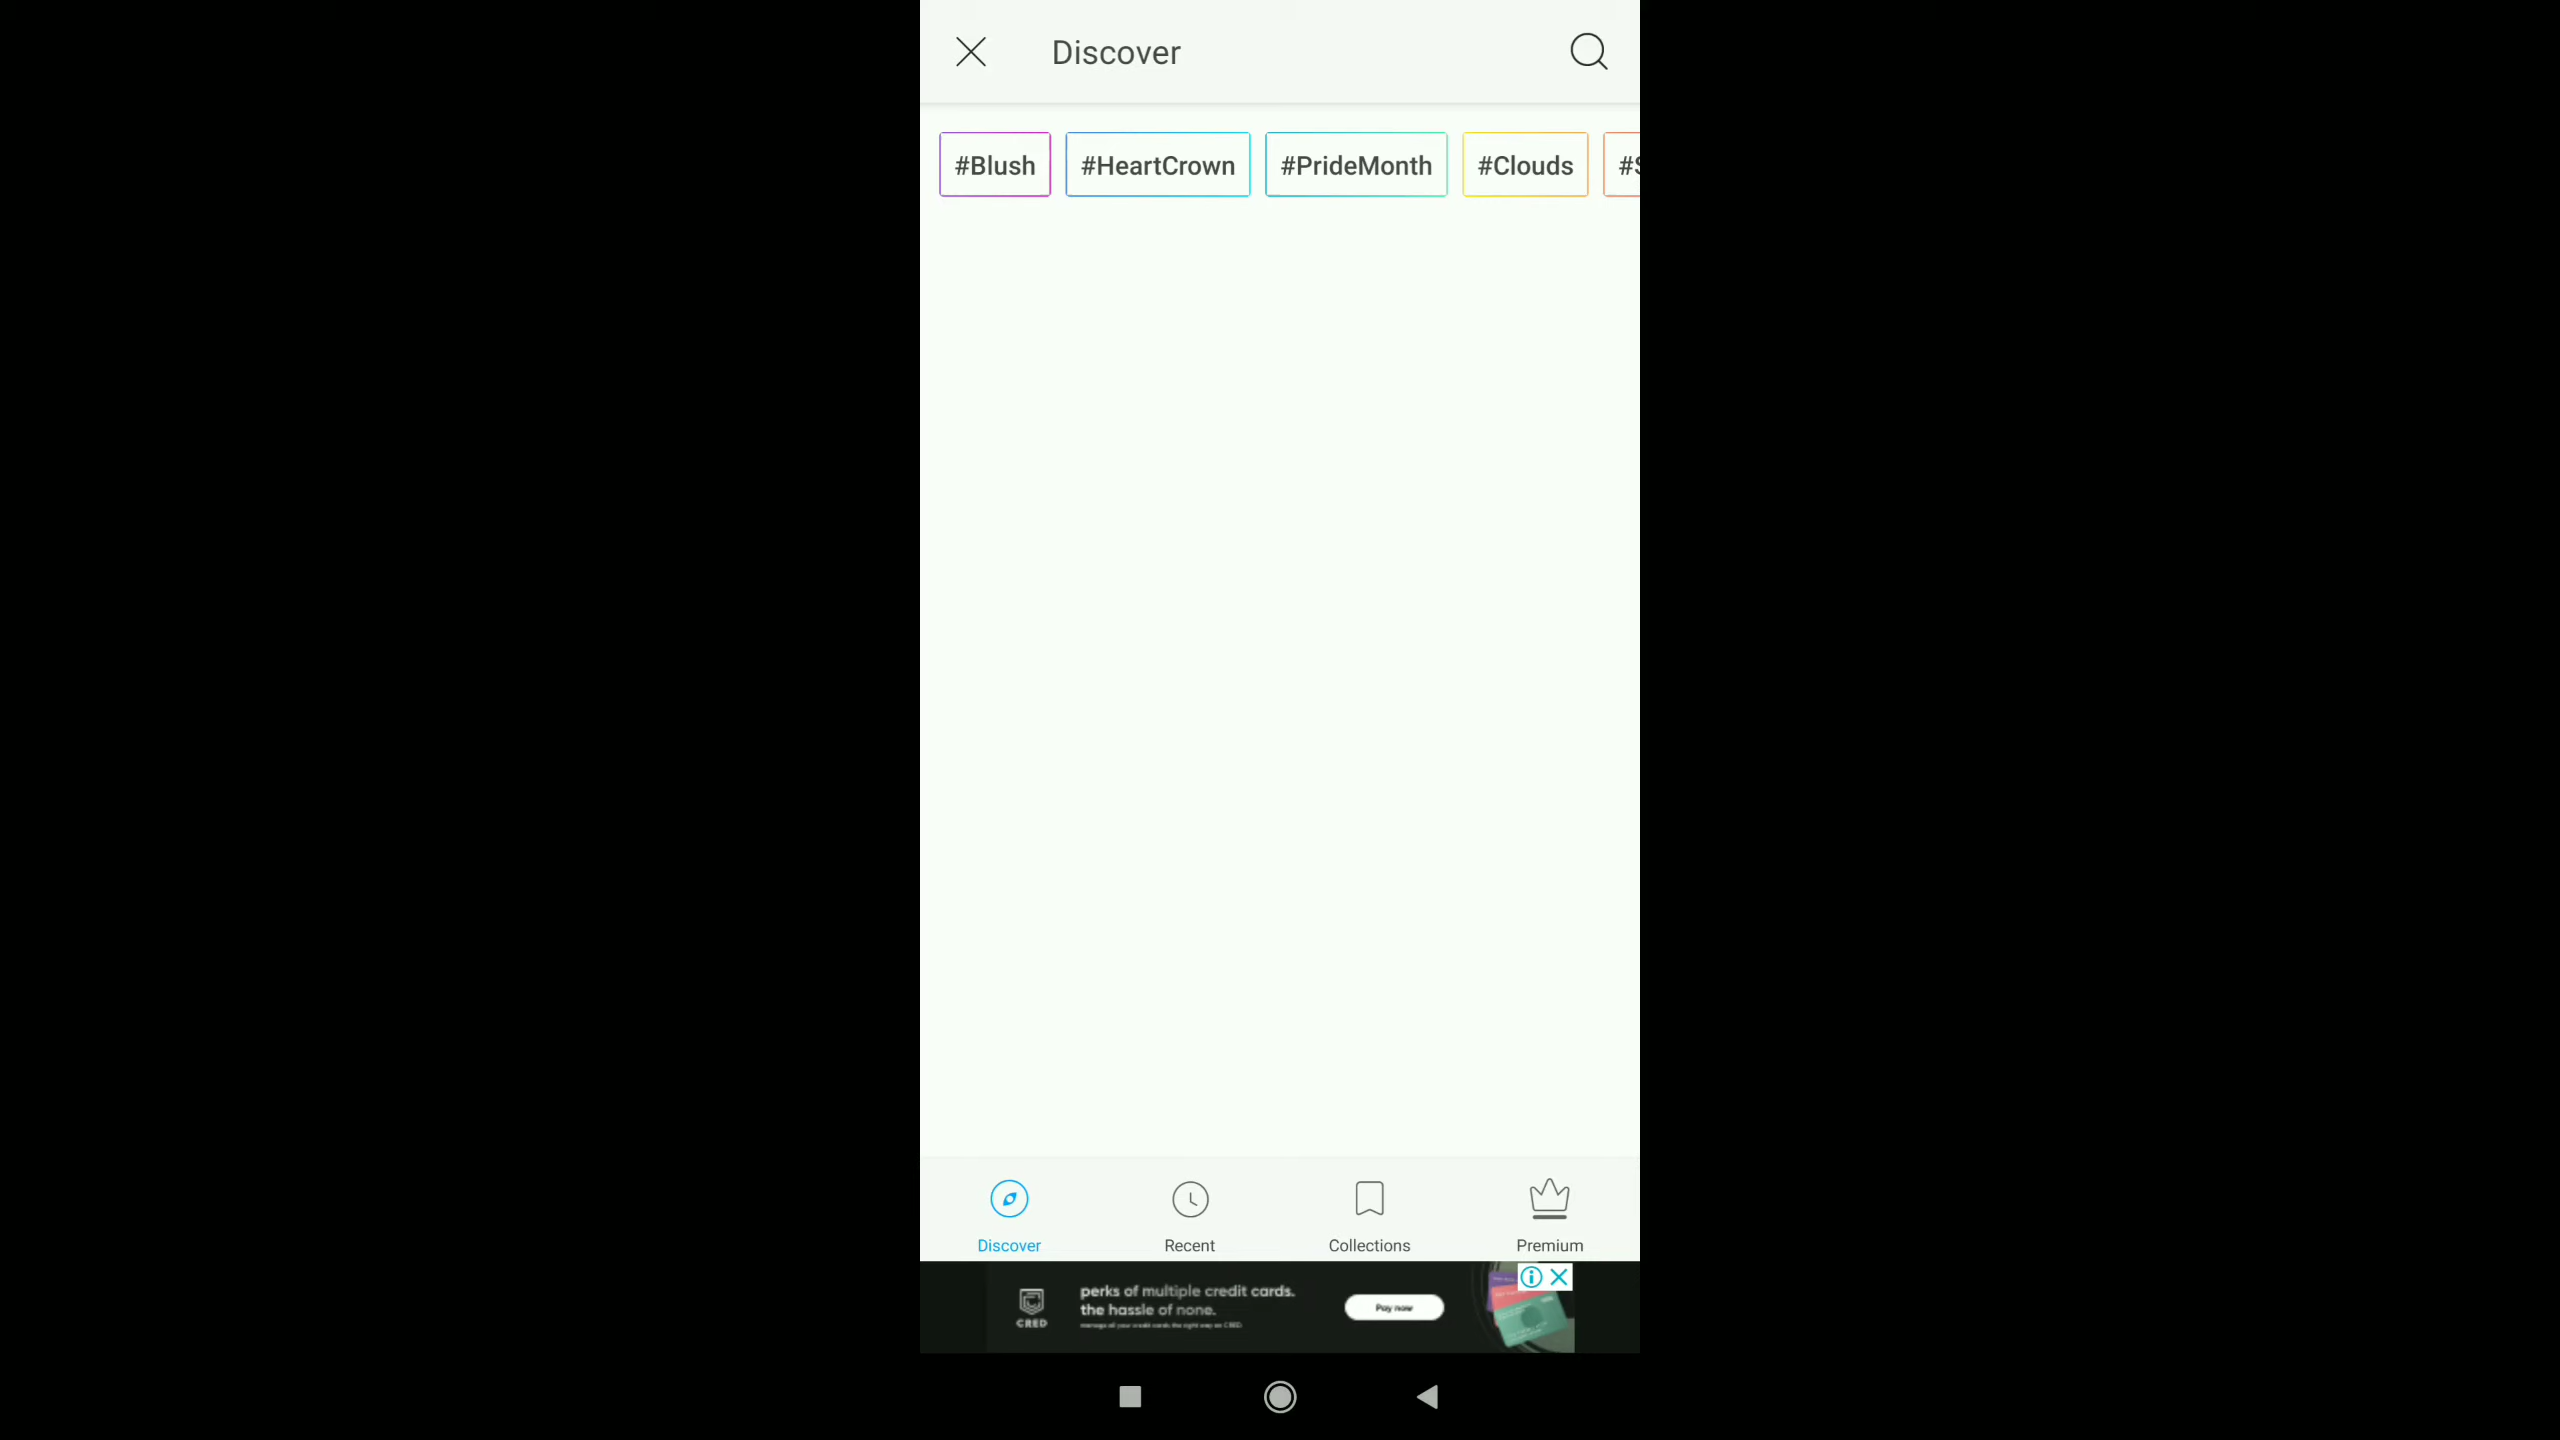 Discover
#Blush #HeartCrown #PrideMonth #Clouds
Discover Recent Collections Premium
perks of multiple credit cards.
the hassle of none.
CRED
Pay now